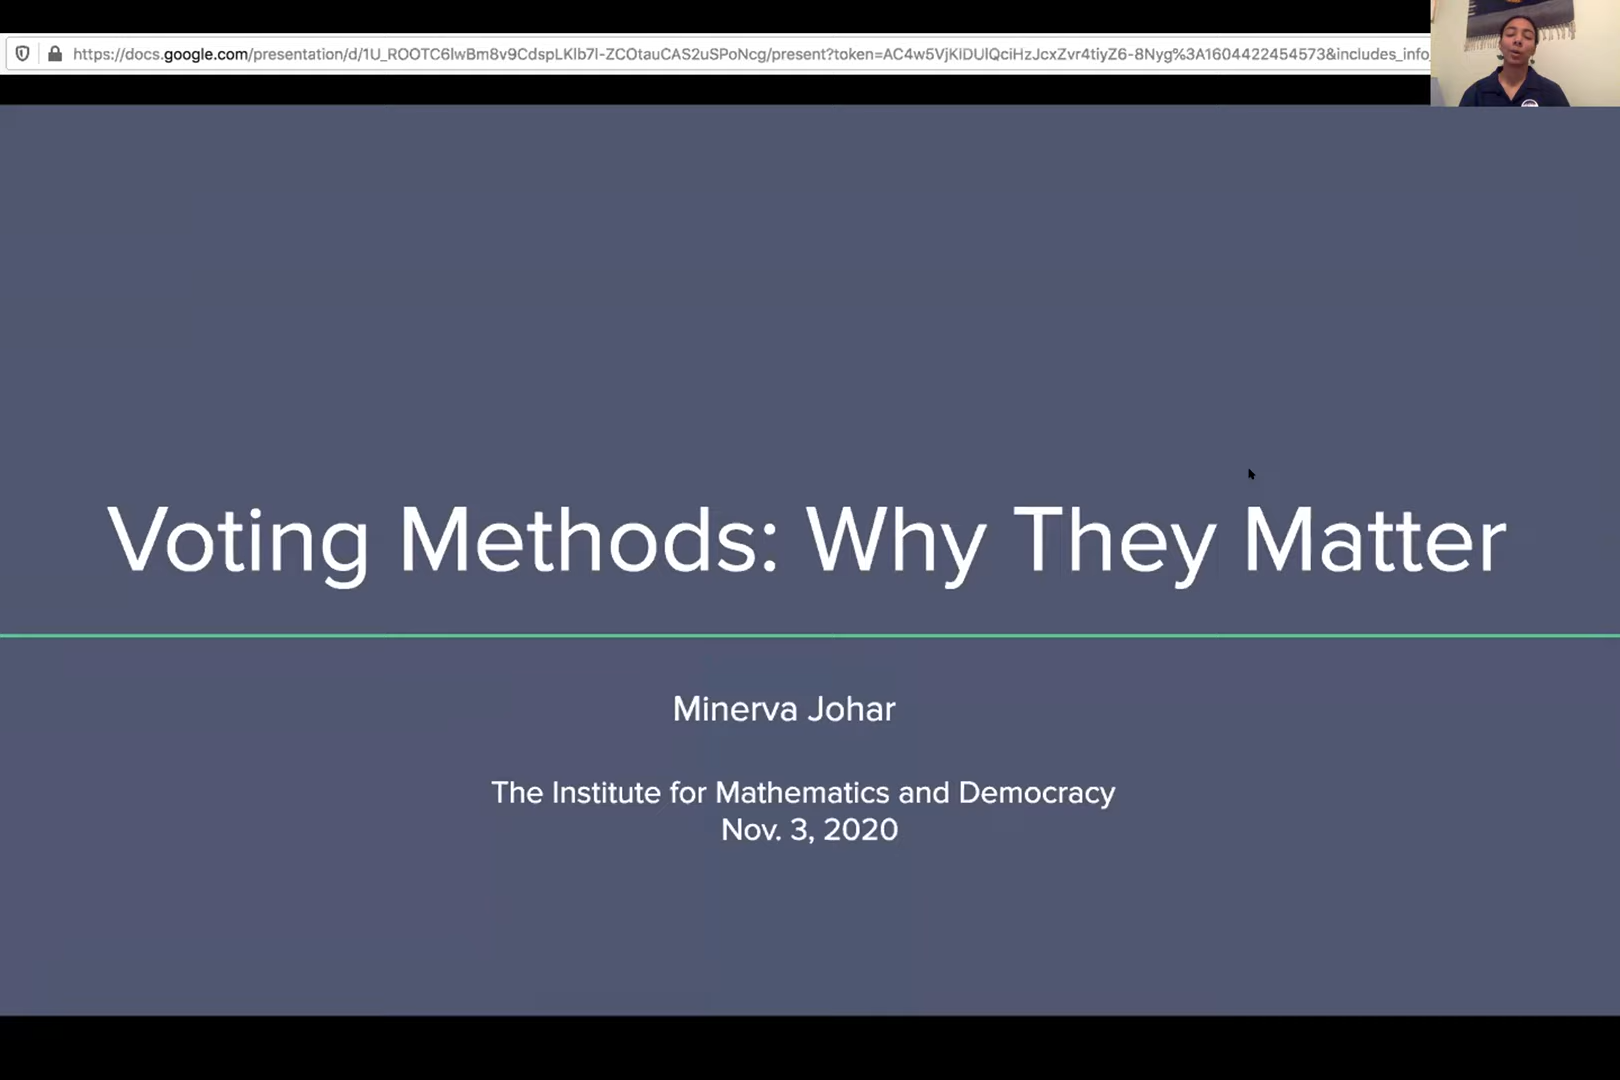 https://docs.google.com/presentation/d/1U_ROOTC6lwBm8v9CdspLKlb7l-ZCOtauCAS2uSPoNcg/present?token=AC4w5VjKlDUlQciHzJcxZvr4tiyZ6-8Nyg%3A1604422454573&includes_info
Voting Methods: Why They Matter
Minerva Johar
The Institute for Mathematics and Democracy
Nov. 3, 2020